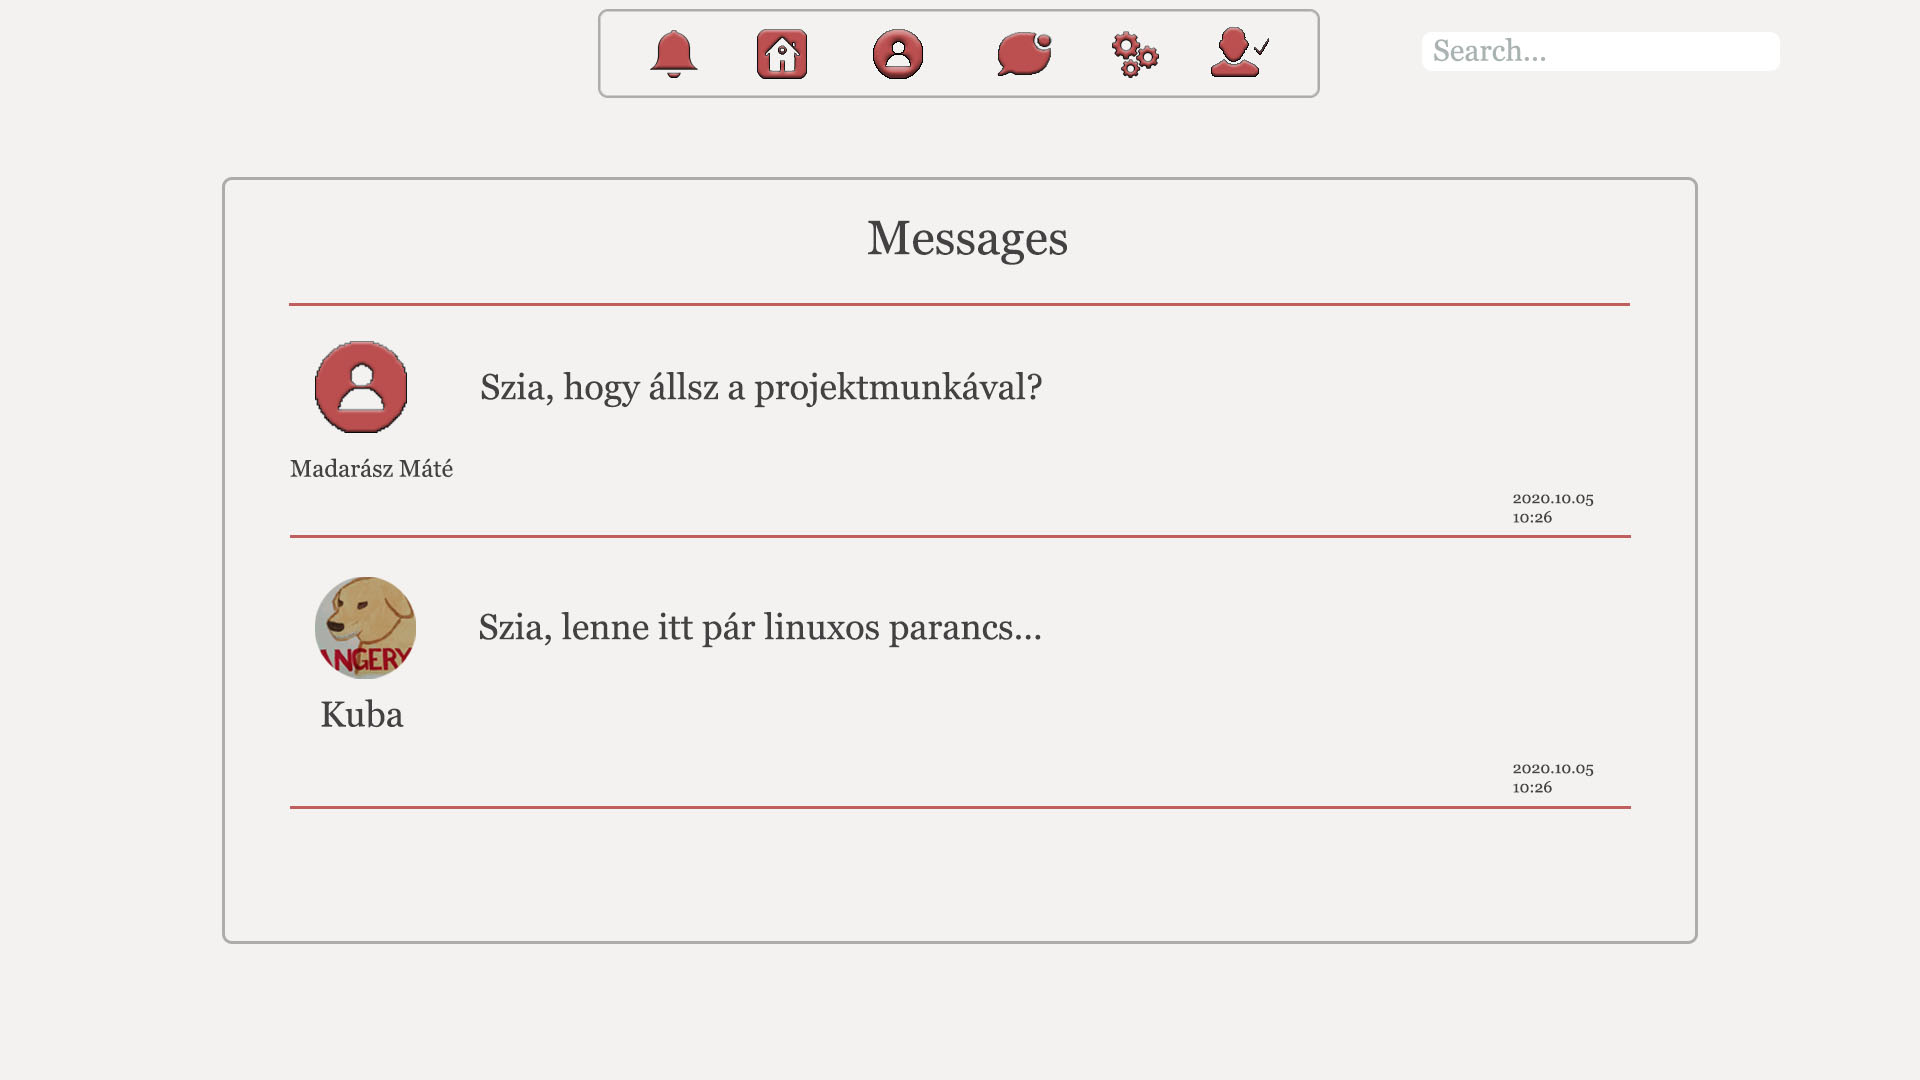 Search...
Messages
Szia, hogy állsz a projektmunkával?
Madarász Máté
2020.10.05
10:26
Szia, lenne itt pár linuxos parancs...
ANGERY
Kuba
2020.10.05
10:26